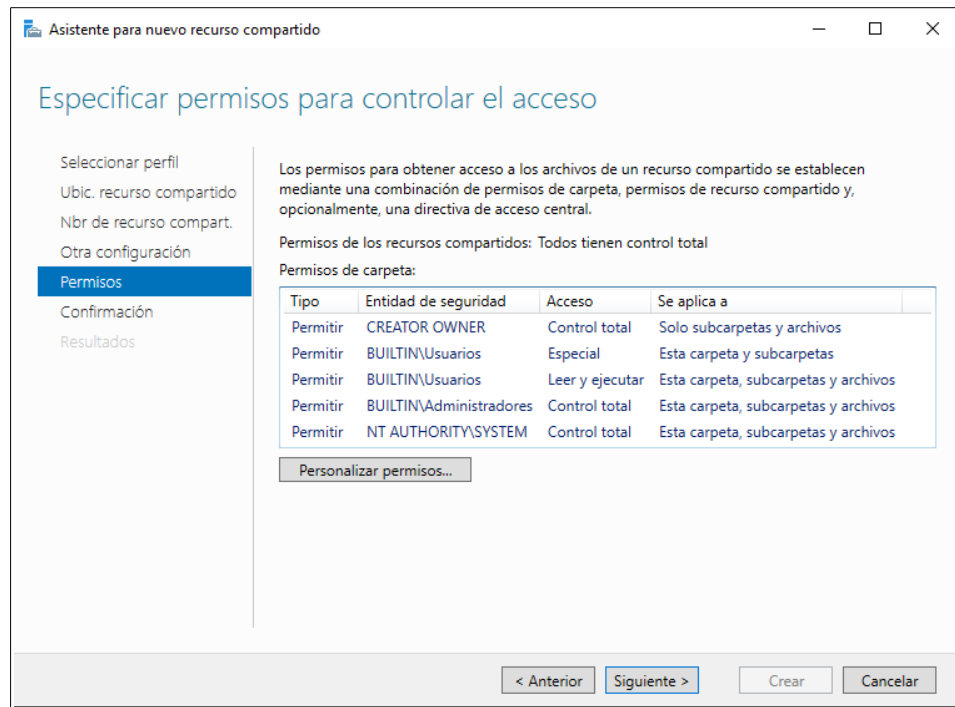 Asistente para nuevo recurso compartido
Especificar permisos para controlar el acceso
Seleccionar perfil
Ubic. recurso compartido
Nbr de recurso compart.
Otra configuración
Permisos
Confirmación
Resultados
Los permisos para obtener acceso a los archivos de un recurso compartido se establecen
mediante una combinación de permisos de carpeta, permisos de recurso compartido y,
opcionalmente, una directiva de acceso central.
Permisos de los recursos compartidos: Todos tienen control total
Permisos de carpeta:
Tipo Entidad de seguridad Acceso Se aplica a
Permitir CREATOR OWNER Control total Solo subcarpetas y archivos
Permitir BUILTIN\Usuarios Especial Esta carpeta y subcarpetas
Permitir BUILTIN\Usuarios Leer y ejecutar Esta carpeta, subcarpetas y archivos
Permitir BUILTIN\Administradores Control total Esta carpeta, subcarpetas y archivos
Permitir NT AUTHORITY\SYSTEM Control total Esta carpeta, subcarpetas y archivos
Personalizar permisos...
< Anterior Siguiente > Crear Cancelar